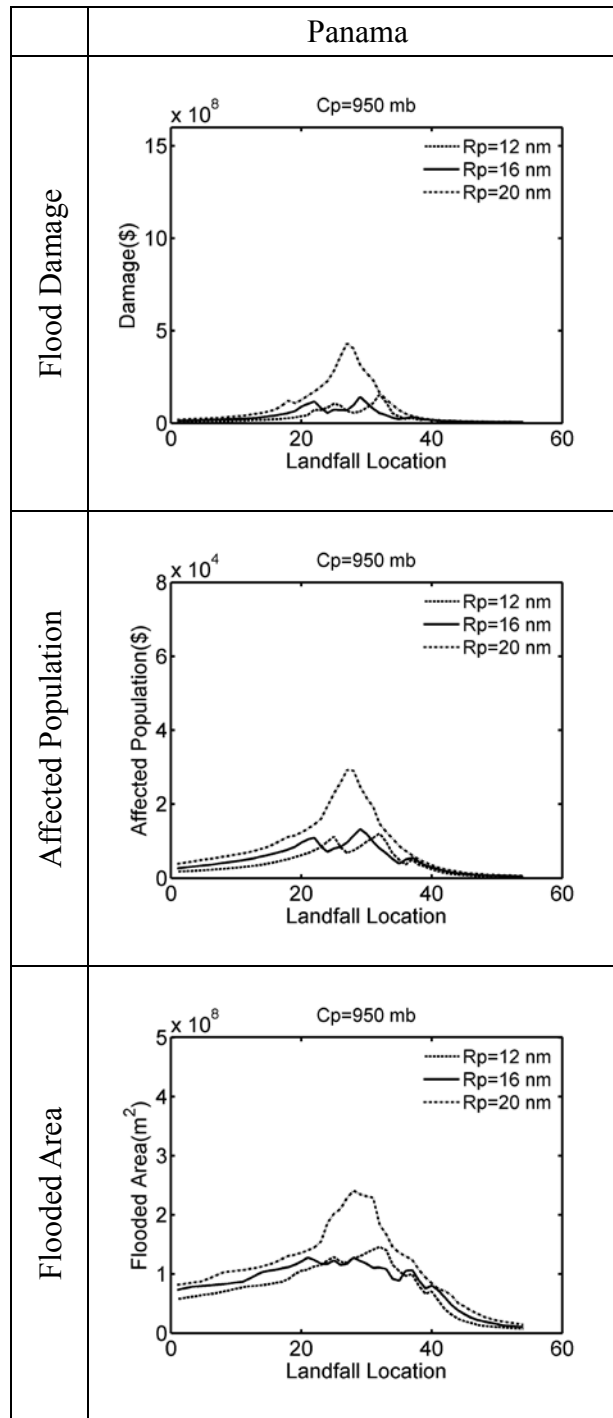 Panama
Flood Damage
Cp=950 mb
x 10^8
Rp=12 nm
Rp=16 nm
Rp=20 nm
15
10
5
0
Damage($)
0 20 40 60
Landfall Location
Affected Population
Cp=950 mb
x 10^4
Rp=12 nm
Rp=16 nm
Rp=20 nm
8
6
4
2
0
Affected Population($)
0 20 40 60
Landfall Location
Flooded Area
Cp=950 mb
x 10^8
Rp=12 nm
Rp=16 nm
Rp=20 nm
5
4
3
2
1
0
Flooded Area(m^2)
0 20 40 60
Landfall Location